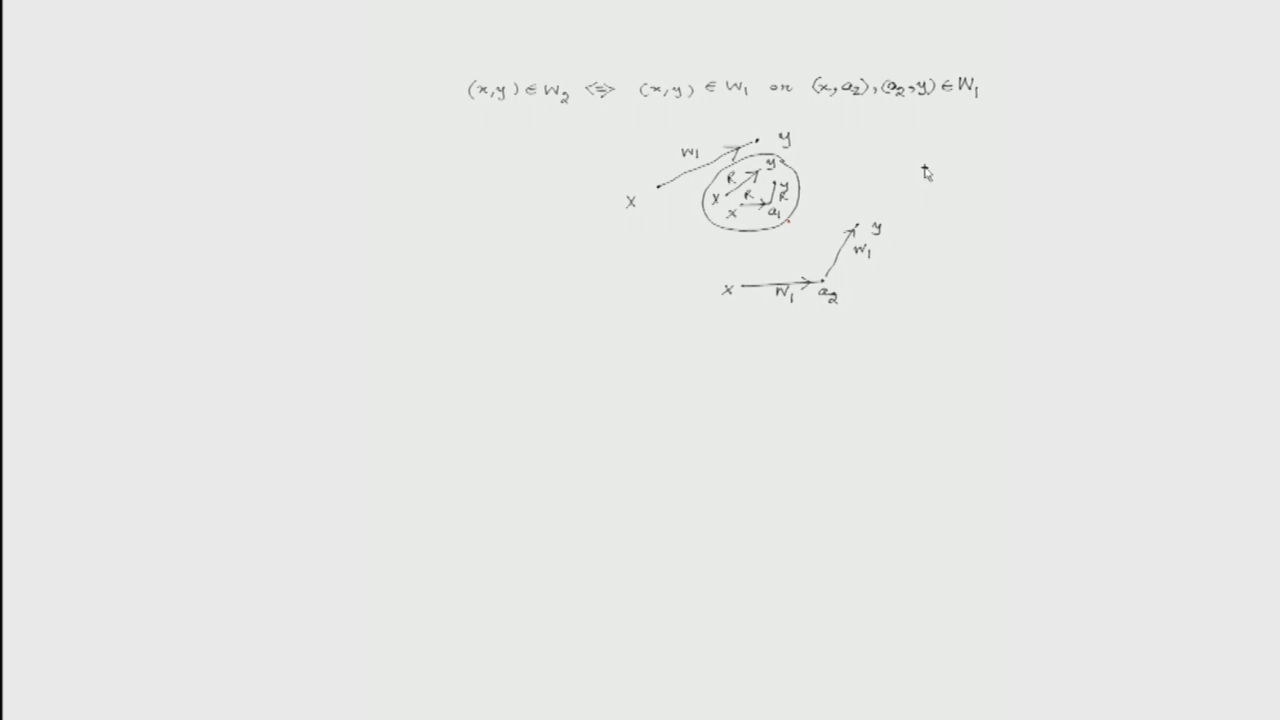 (x,y) ∈ W₂ ⇔ (x,y) ∈ W₁ or (x,a₂),(a₂,y) ∈ W₁
y
W₁
y
R
x
R
y
R
x
x
a₁
y
W₁
x
W₁
a₂